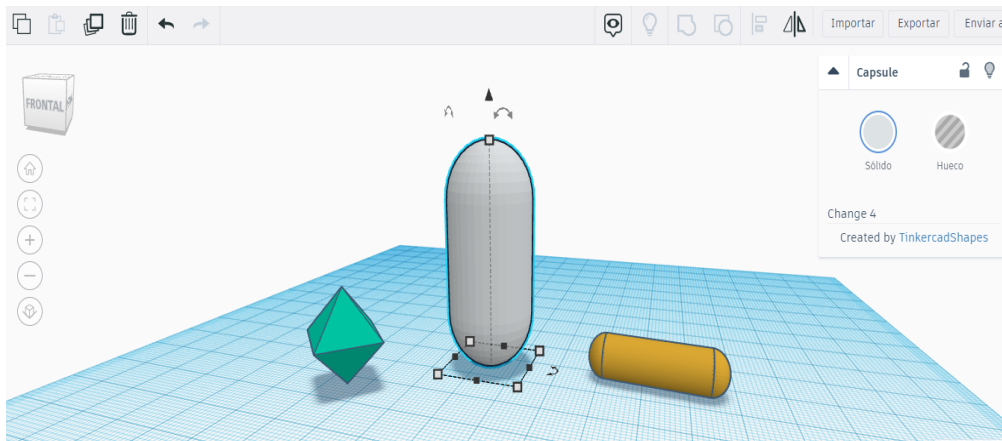 Importar
Exportar
Enviar a
FRONTAL
Capsule
Sólido
Hueco
Change 4
Created by TinkercadShapes